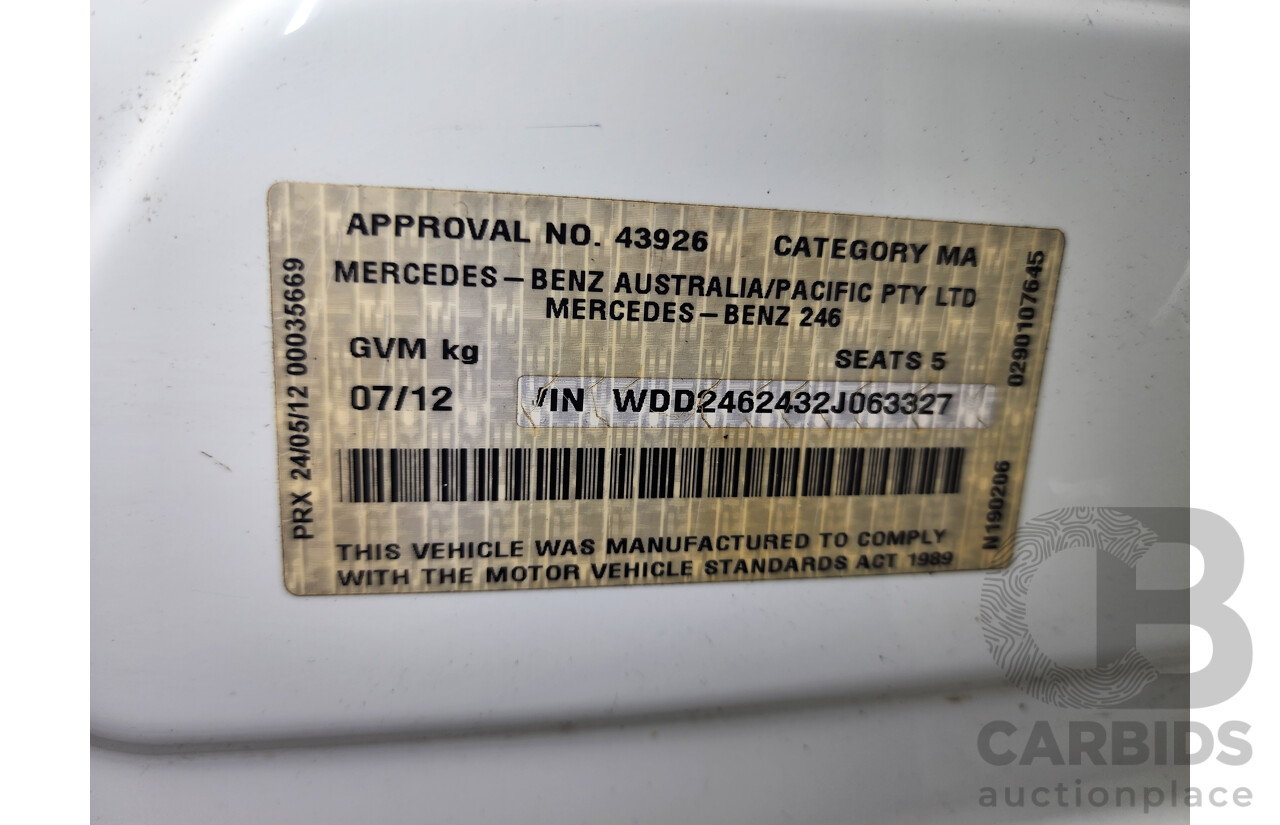 APPROVAL NO. 43926 CATEGORY MA
MERCEDES-BENZ AUSTRALIA/PACIFIC PTY LTD
MERCEDES-BENZ 246
GVM kg SEATS 5
07/12 VIN WDD2462432J063327
THIS VEHICLE WAS MANUFACTURED TO COMPLY
WITH THE MOTOR VEHICLE STANDARDS ACT 1989
PRX 24/05/12 00035669
0290107645
N190206
CB
CARBIDS
auctionplace